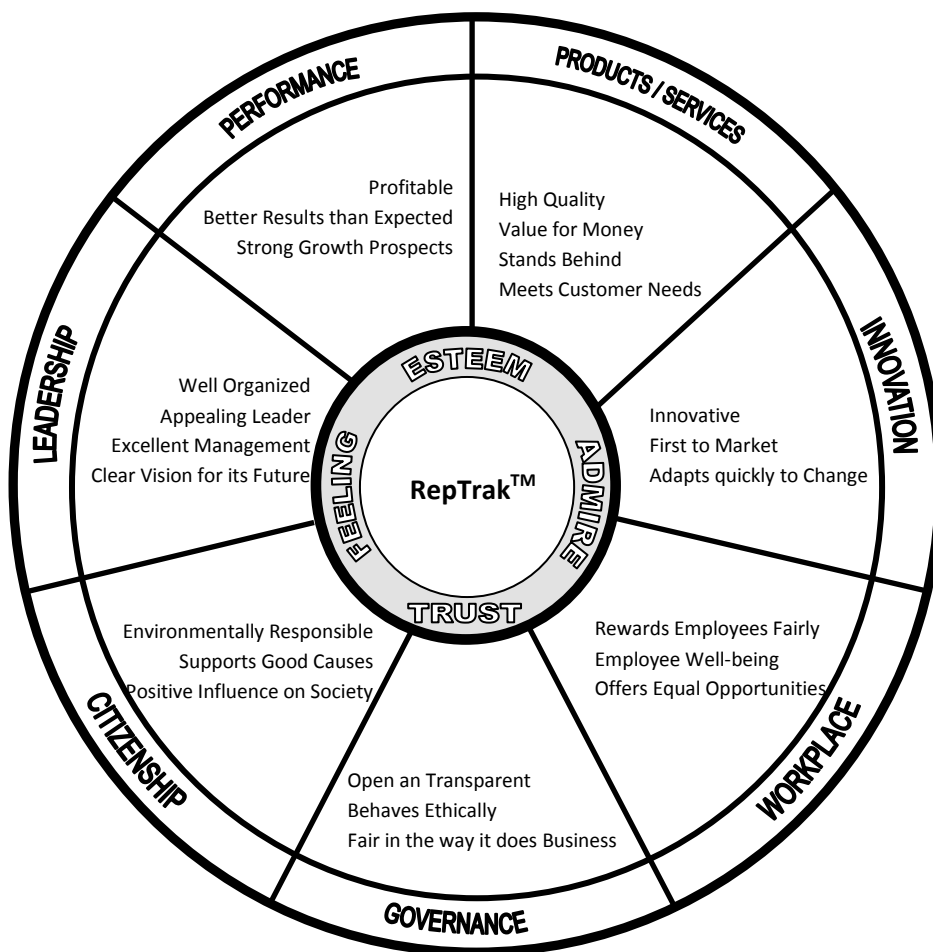 PERFORMANCE
Profitable
Better Results than Expected
Strong Growth Prospects
PRODUCTS / SERVICES
High Quality
Value for Money
Stands Behind
Meets Customer Needs
INNOVATION
Innovative
First to Market
Adapts quickly to Change
WORKPLACE
Rewards Employees Fairly
Employee Well-being
Offers Equal Opportunities
GOVERNANCE
Open an Transparent
Behaves Ethically
Fair in the way it does Business
CITIZENSHIP
Environmentally Responsible
Supports Good Causes
Positive Influence on Society
LEADERSHIP
Well Organized
Appealing Leader
Excellent Management
Clear Vision for its Future
ESTEEM
ADMIRE
TRUST
FEELING
RepTrak™